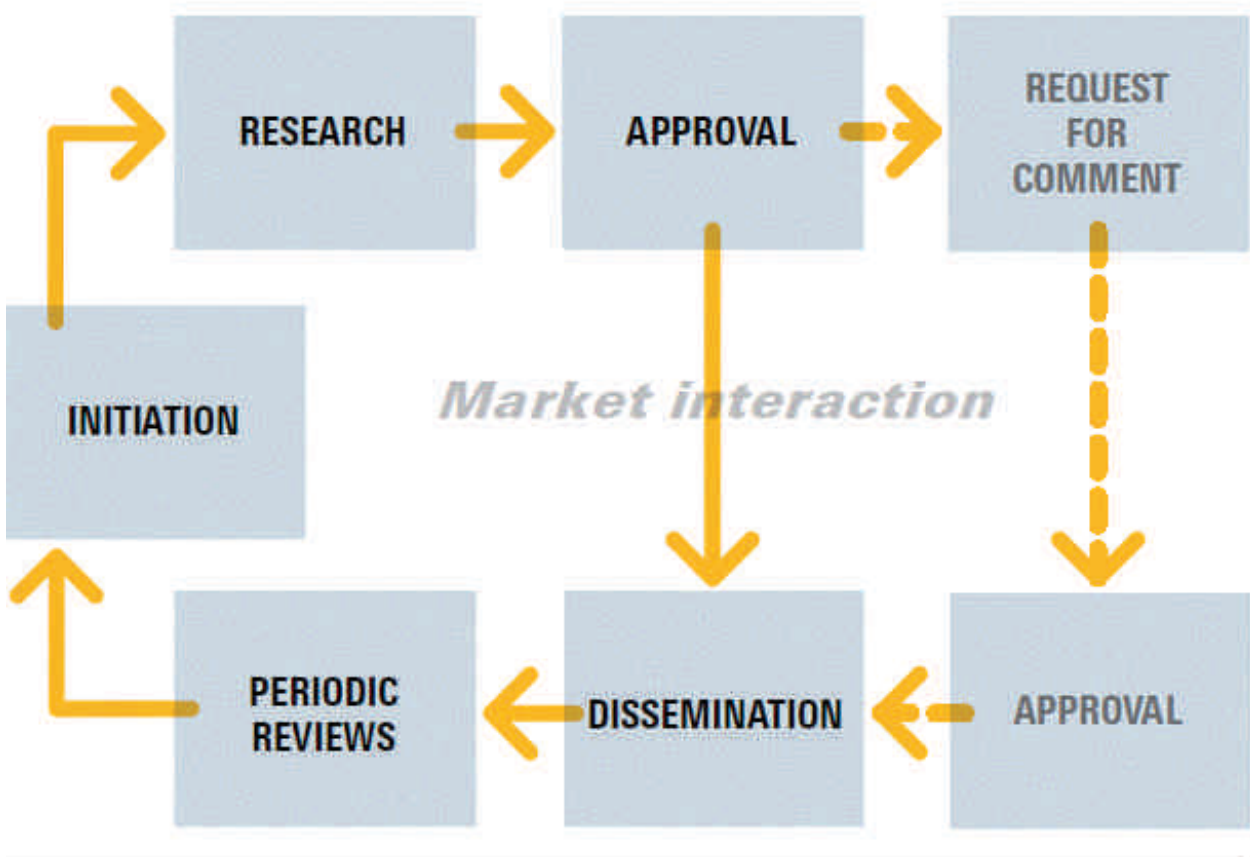 RESEARCH
APPROVAL
REQUEST
FOR
COMMENT
INITIATION
Market interaction
PERIODIC
REVIEWS
DISSEMINATION
APPROVAL